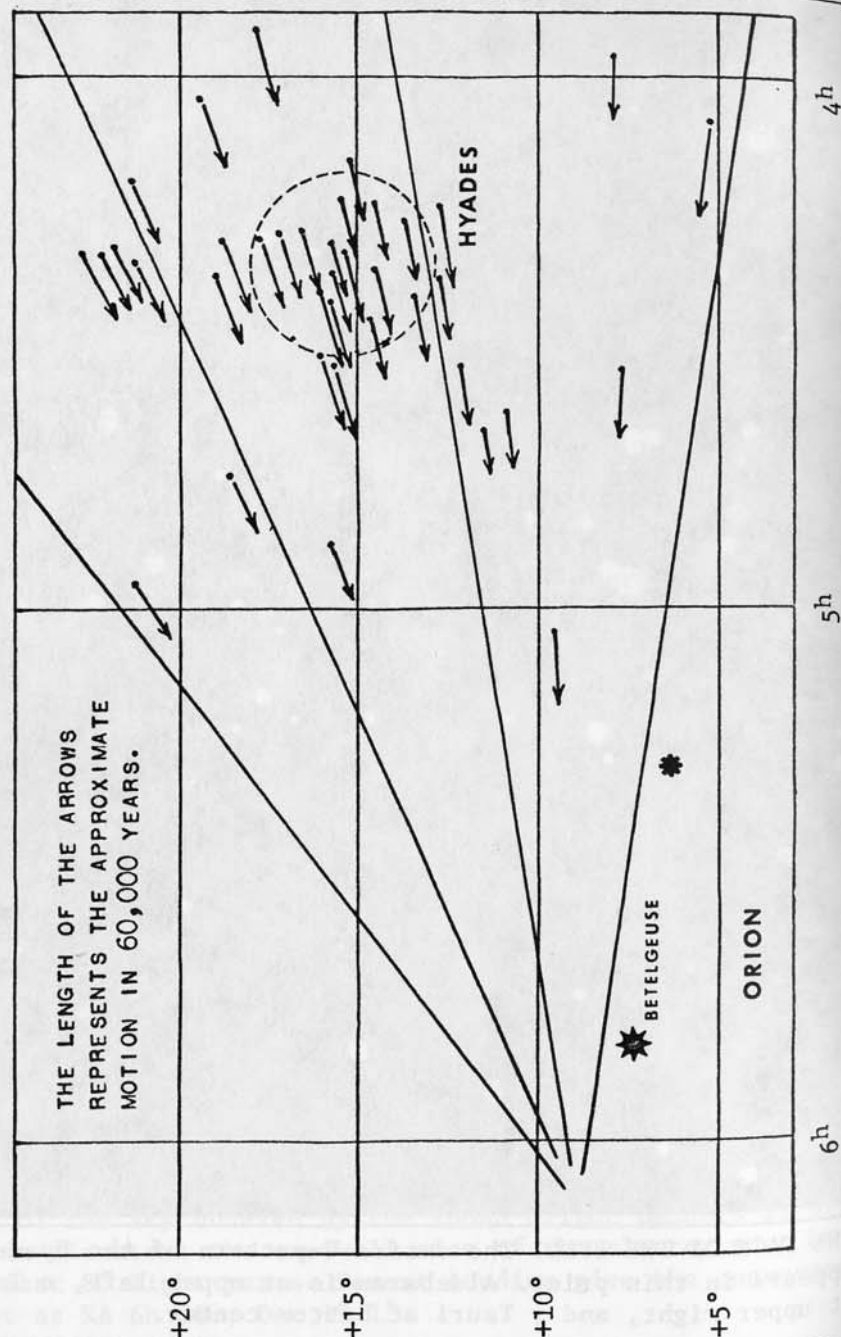 THE LENGTH OF THE ARROWS
REPRESENTS THE APPROXIMATE
MOTION IN 60,000 YEARS.
HYADES
BETELGEUSE
ORION
+20°
+15°
+10°
+5°
6h
5h
4h